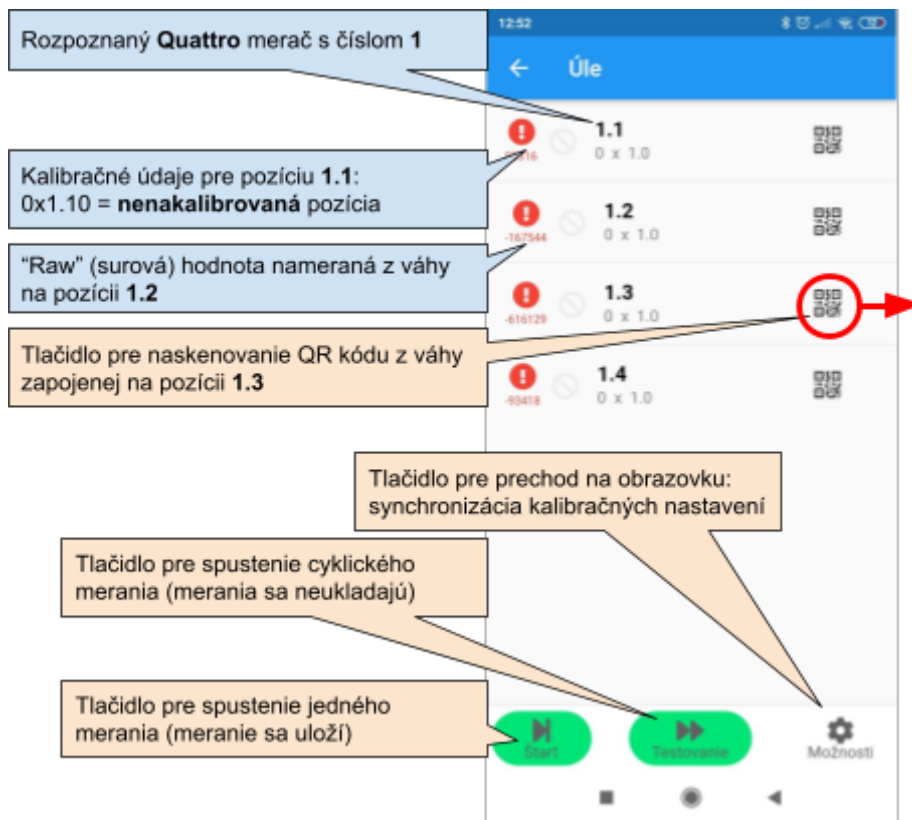 Rozpoznaný Quattro merač s číslom 1
Kalibračné údaje pre pozíciu 1.1:
0x1.10 = nenakalibrovaná pozícia
“Raw” (surová) hodnota nameraná z váhy
na pozícii 1.2
Tlačidlo pre naskenovanie QR kódu z váhy
zapojenej na pozícii 1.3
Tlačidlo pre prechod na obrazovku:
synchronizácia kalibračných nastavení
Tlačidlo pre spustenie cyklického
merania (merania sa neukladajú)
Tlačidlo pre spustenie jedného
merania (meranie sa uloží)
12:52
Úle
1.1
0 x 1.0
1.2
-167544
0 x 1.0
1.3
-616129
0 x 1.0
1.4
-93418
0 x 1.0
Štart
Testovanie
Možnosti